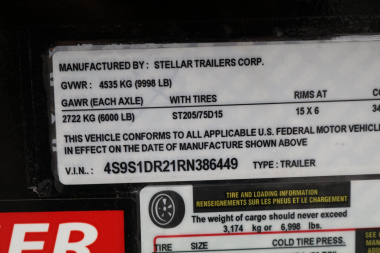 MANUFACTURED BY : STELLAR TRAILERS CORP.
GVWR : 4535 KG (9998 LB)
GAWR (EACH AXLE) WITH TIRES RIMS AT CO
2722 KG (6000 LB) ST205/75D15 15 X 6 34
THIS VEHICLE CONFORMS TO ALL APPLICABLE U.S. FEDERAL MOTOR VEHICLE
IN EFFECT ON THE DATE OF MANUFACTURE SHOWN ABOVE
V.I.N.: 4S9S1DR21RN386449 TYPE : TRAILER
TIRE AND LOADING INFORMATION
RENSEIGNEMENTS SUR LES PNEUS ET LE CHARGEMENT
The weight of cargo should never exceed
3,174 kg or 6,998 lbs.
ER
TIRE SIZE COLD TIRE PRESS.
SEE O